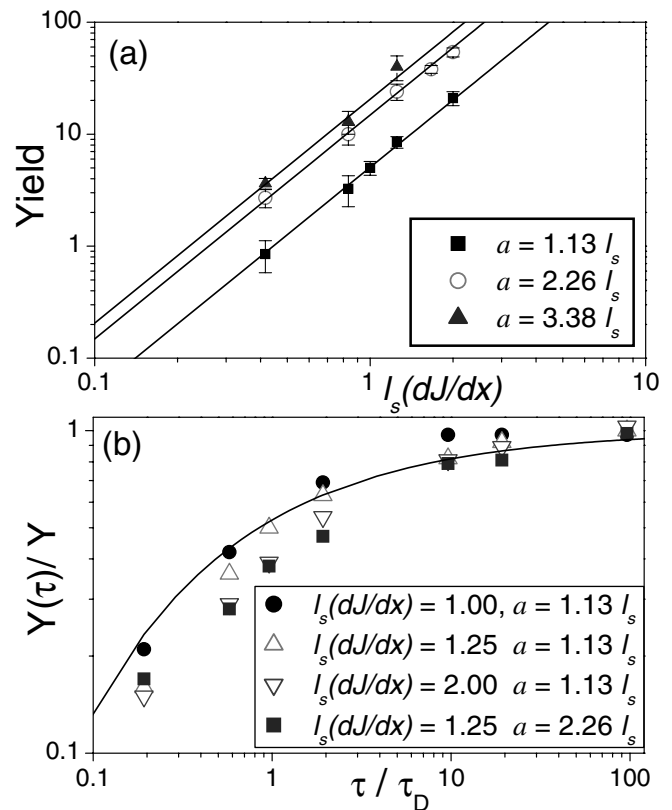 (a)
Yield
100
10
1
0.1
a = 1.13 l_s
a = 2.26 l_s
a = 3.38 l_s
0.1 1 10
l_s(dJ/dx)
(b)
Y(τ)/ Y
1
0.1
l_s(dJ/dx) = 1.00, a = 1.13 l_s
l_s(dJ/dx) = 1.25 a = 1.13 l_s
l_s(dJ/dx) = 2.00 a = 1.13 l_s
l_s(dJ/dx) = 1.25 a = 2.26 l_s
0.1 1 10 100
τ / τ_D